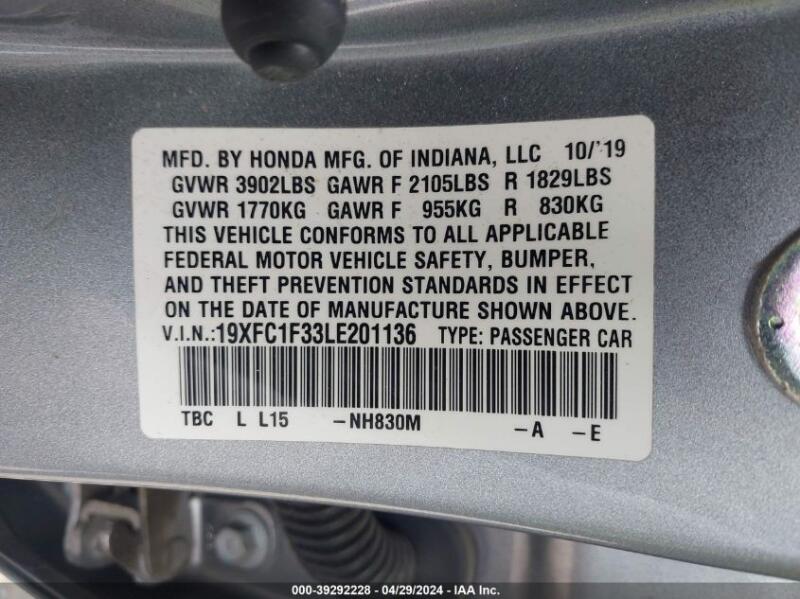 MFD. BY HONDA MFG. OF INDIANA, LLC 10/'19
GVWR 3902LBS GAWR F 2105LBS R 1829LBS
GVWR 1770KG GAWR F 955KG R 830KG
THIS VEHICLE CONFORMS TO ALL APPLICABLE
FEDERAL MOTOR VEHICLE SAFETY, BUMPER,
AND THEFT PREVENTION STANDARDS IN EFFECT
ON THE DATE OF MANUFACTURE SHOWN ABOVE.
V.I.N.:19XFC1F33LE201136 TYPE: PASSENGER CAR
TBC L L15 -NH830M -A -E
000-39292228 - 04/29/2024 - IAA Inc.